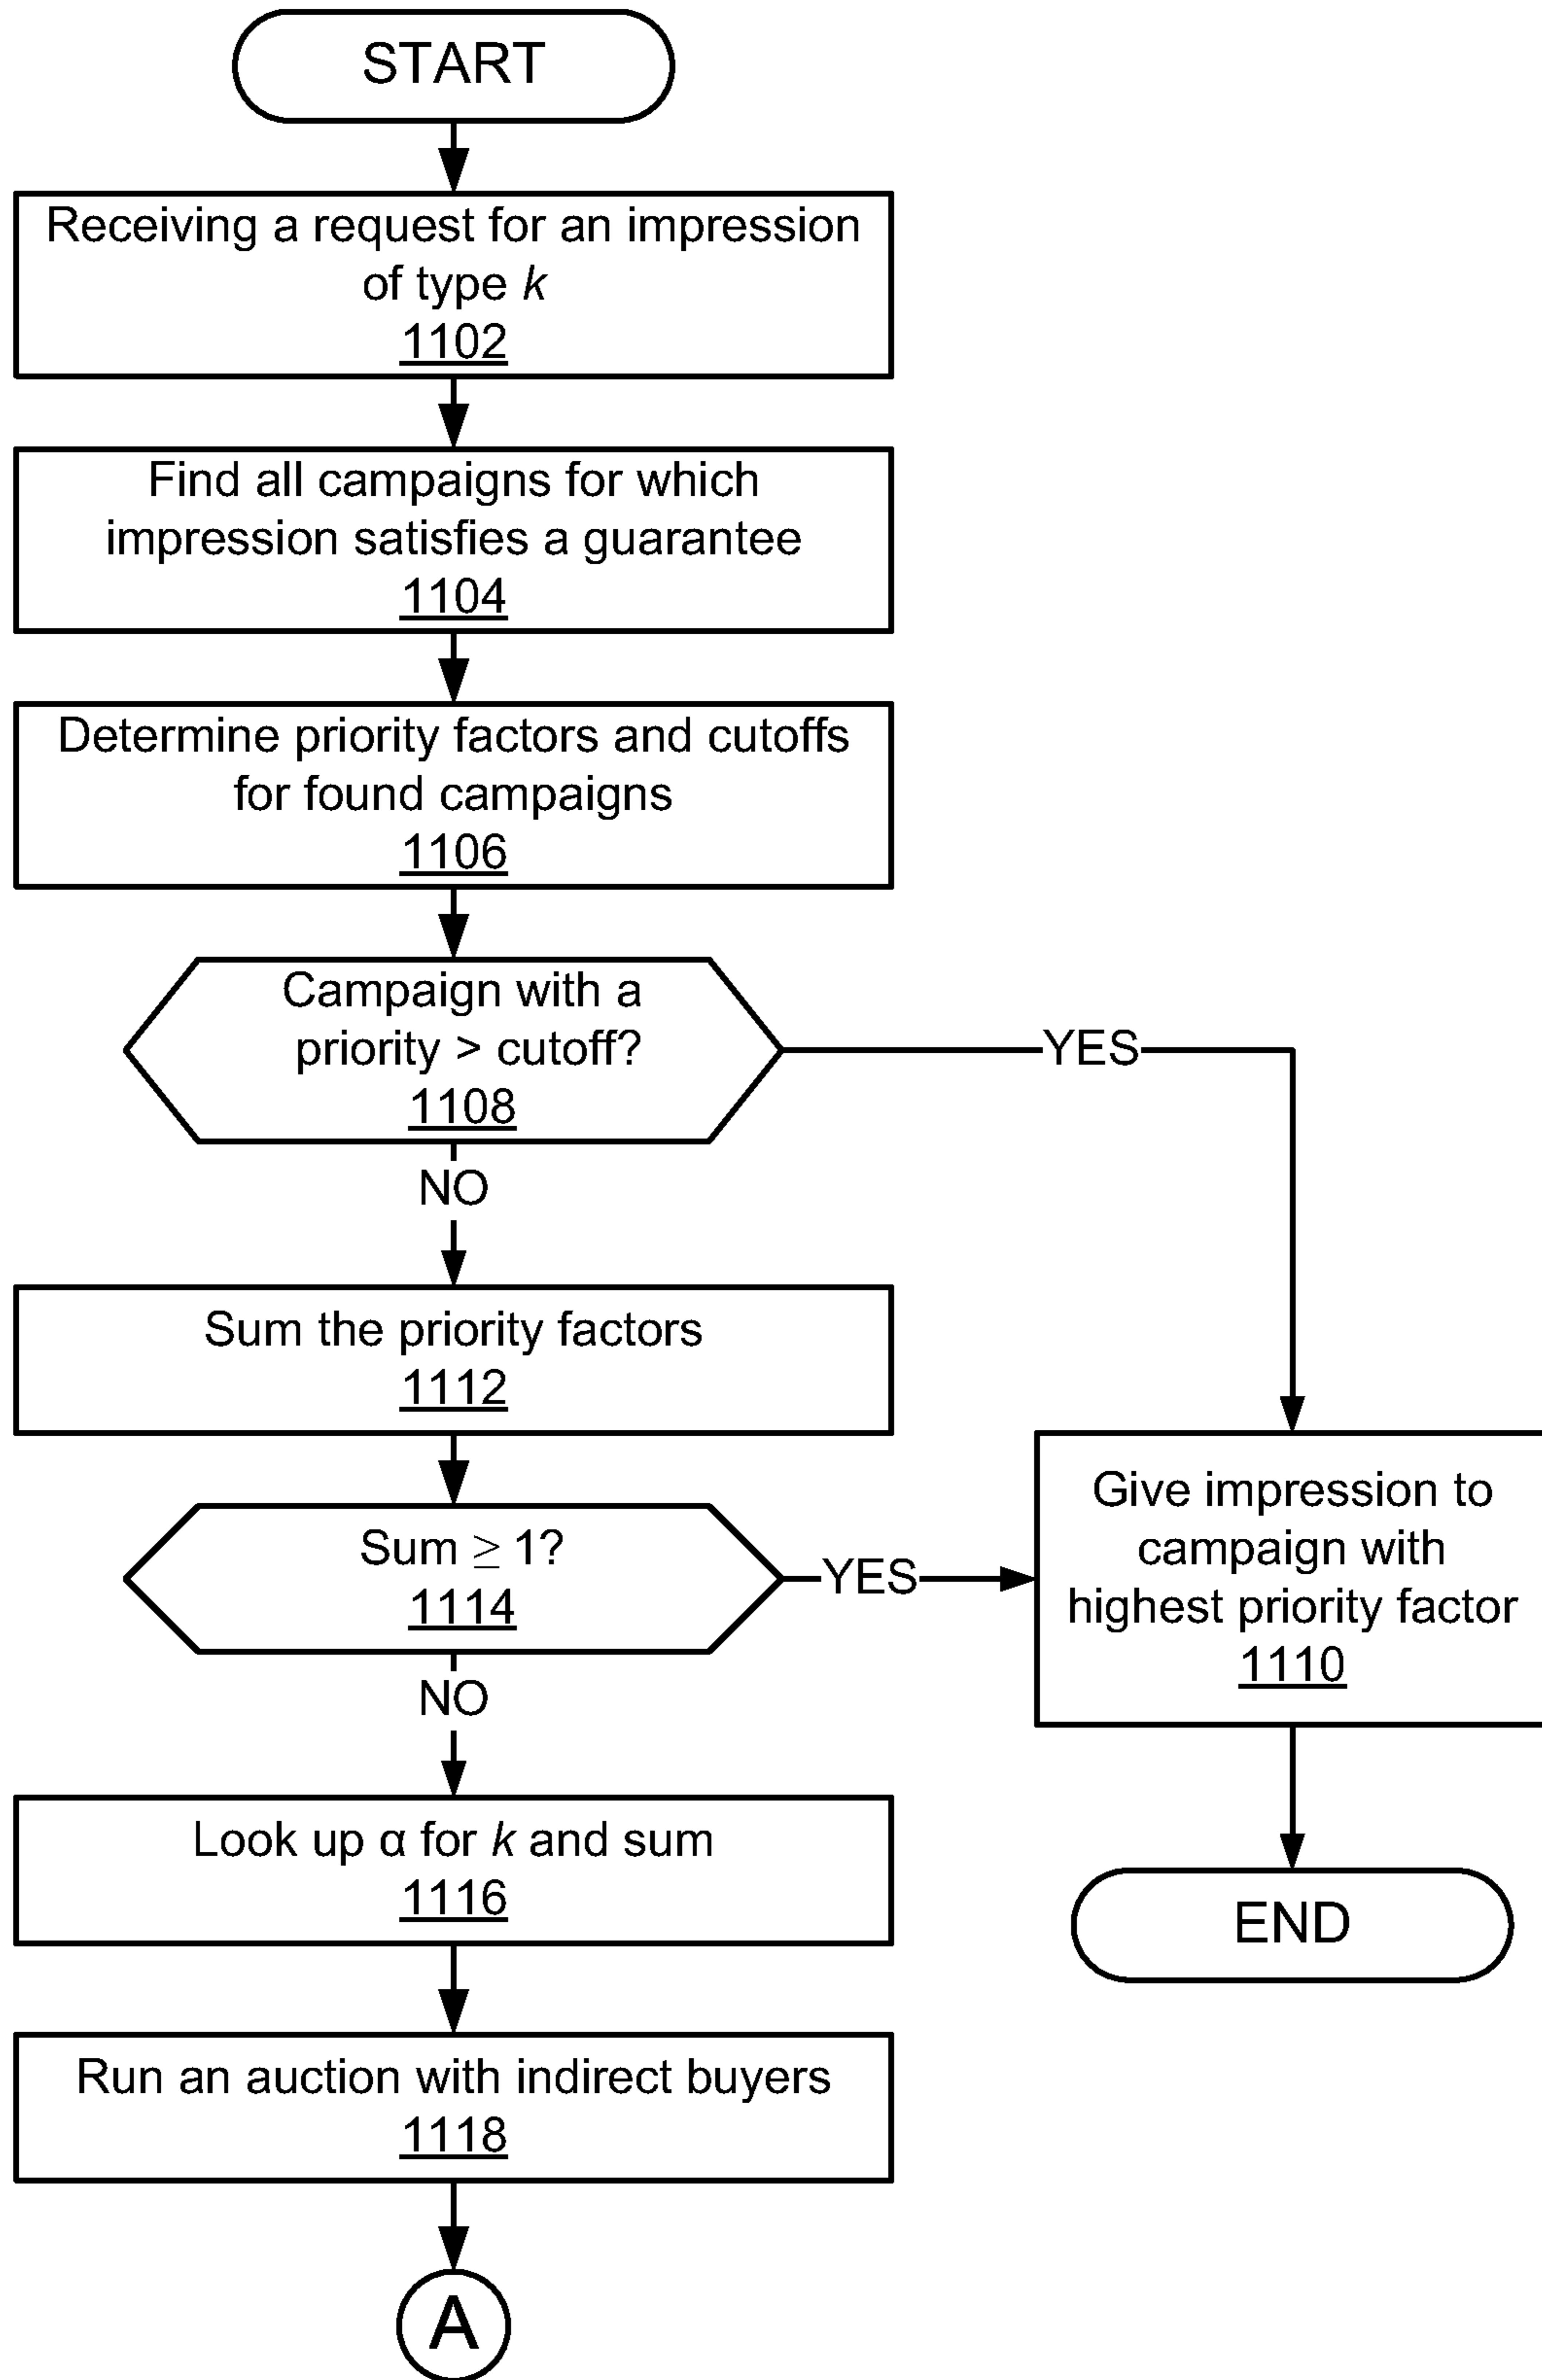 START
Receiving a request for an impression
of type k
1102
Find all campaigns for which
impression satisfies a guarantee
1104
Determine priority factors and cutoffs
for found campaigns
1106
Campaign with a
priority > cutoff?
1108
YES
NO
Sum the priority factors
1112
Sum ≥ 1?
1114
YES
Give impression to
campaign with
highest priority factor
1110
NO
Look up α for k and sum
1116
END
Run an auction with indirect buyers
1118
A